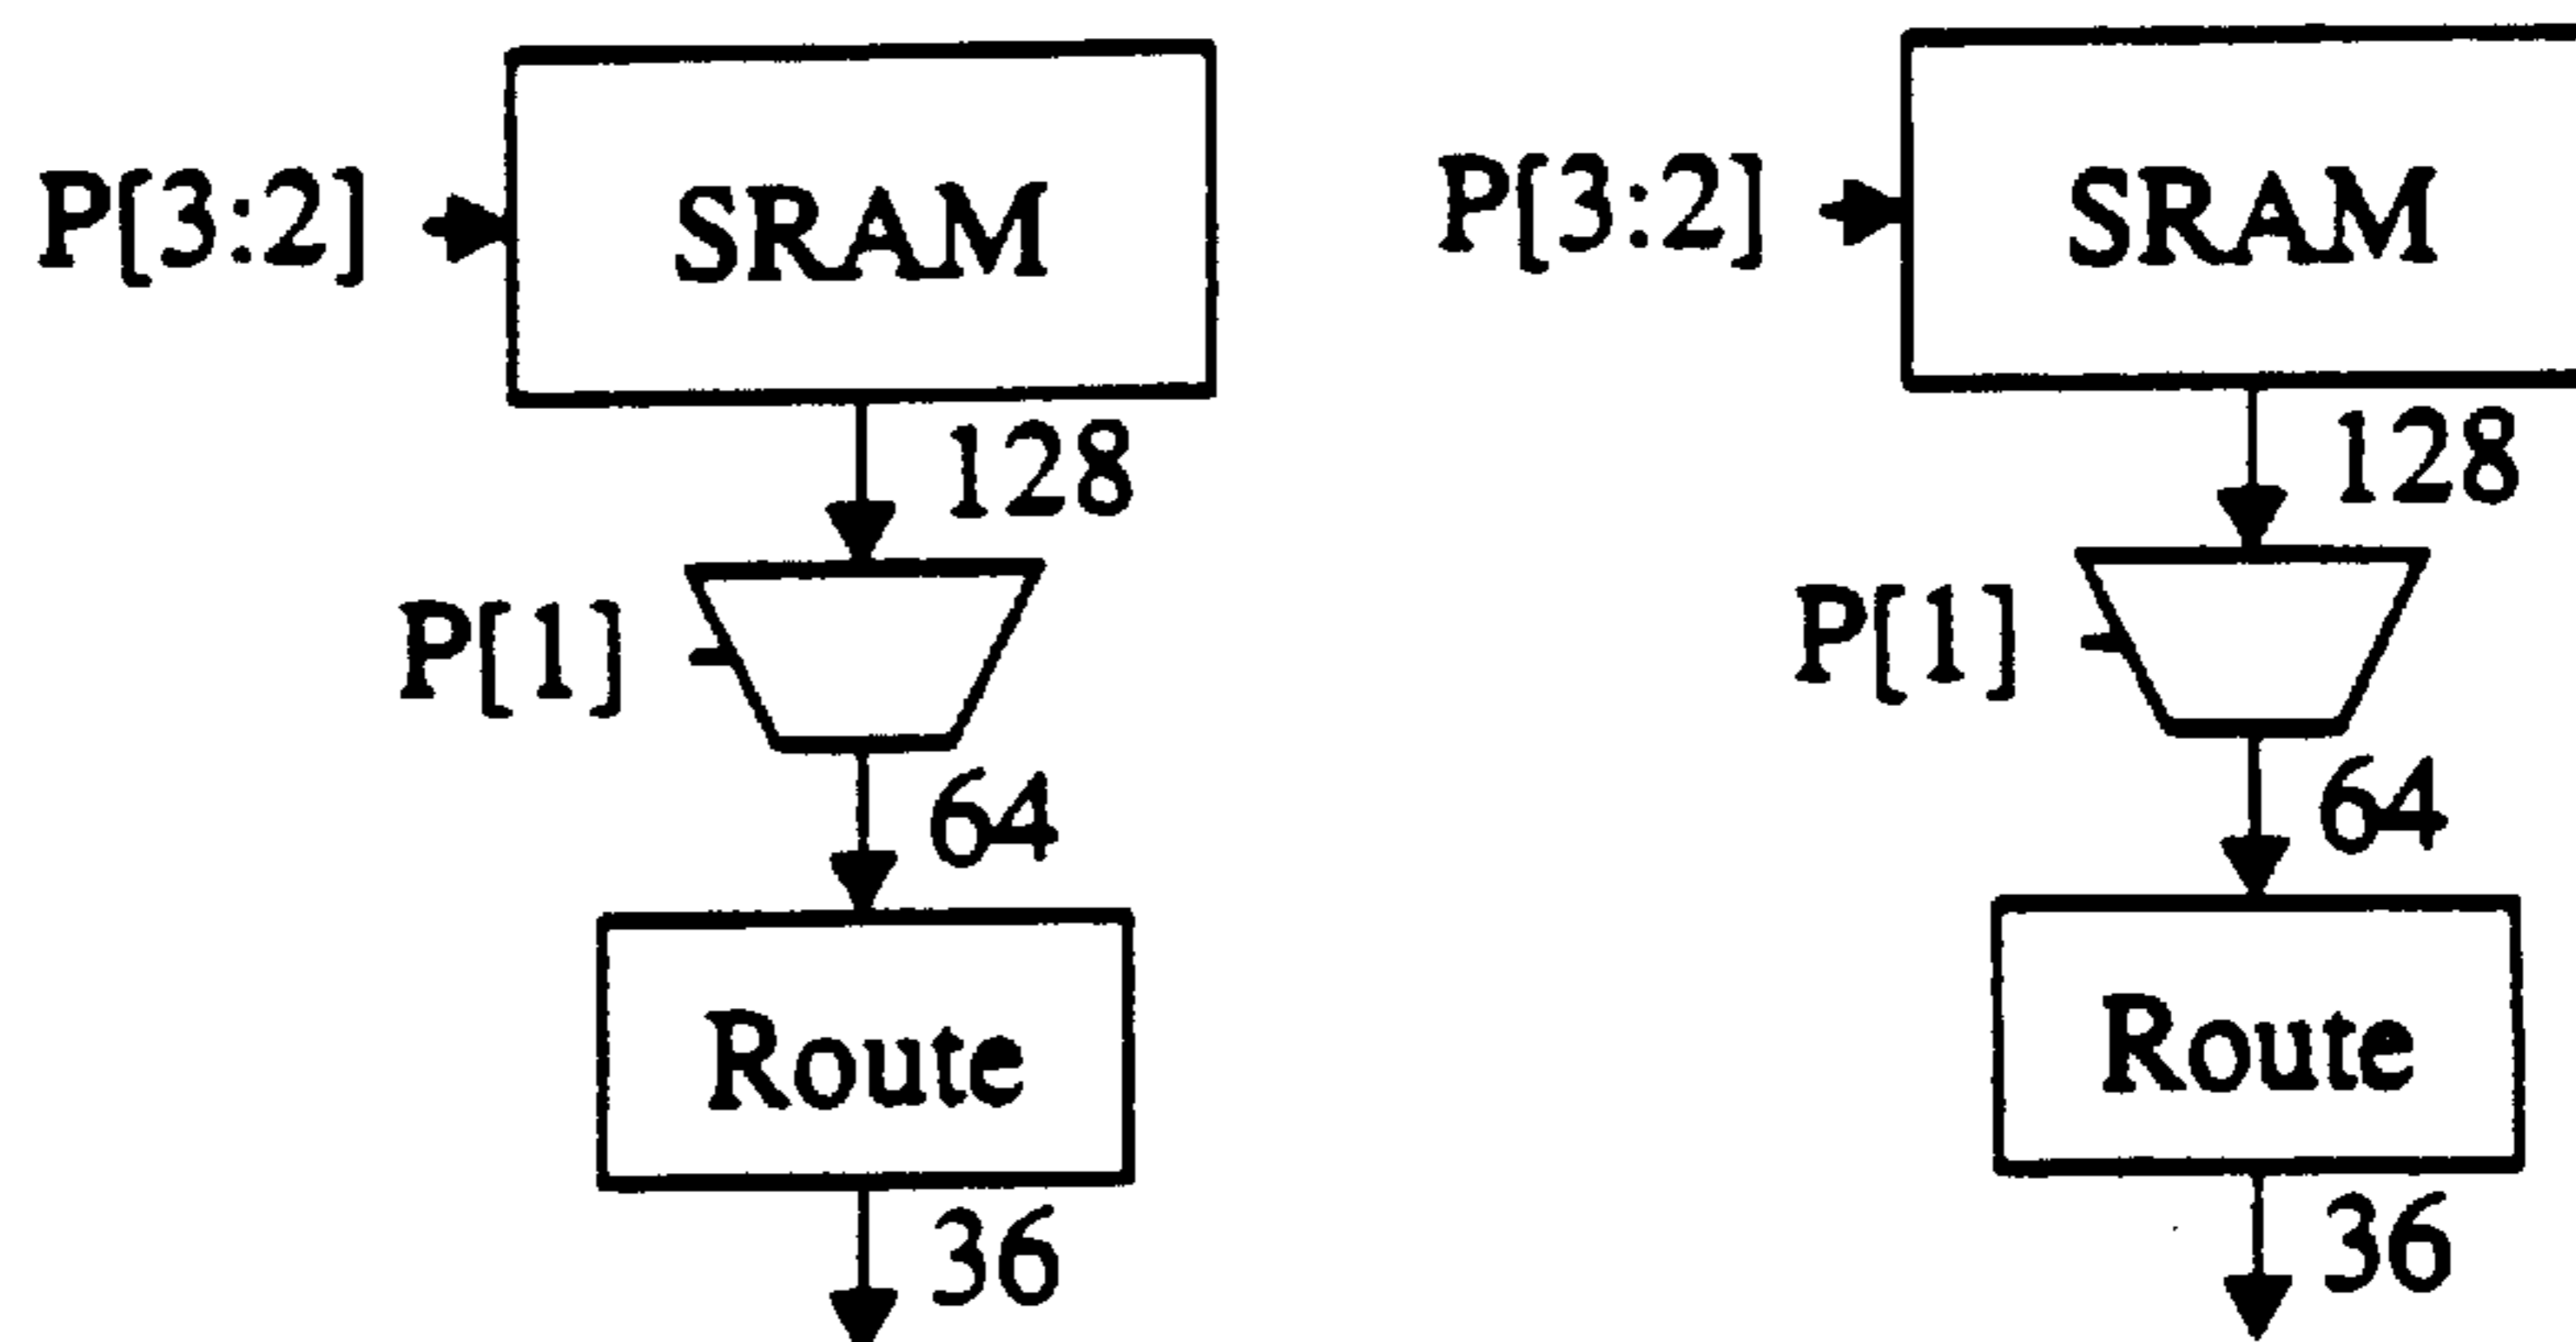 P[3:2] SRAM P[3:2] SRAM
128 128
P[1] P[1]
64 64
Route Route
36 36